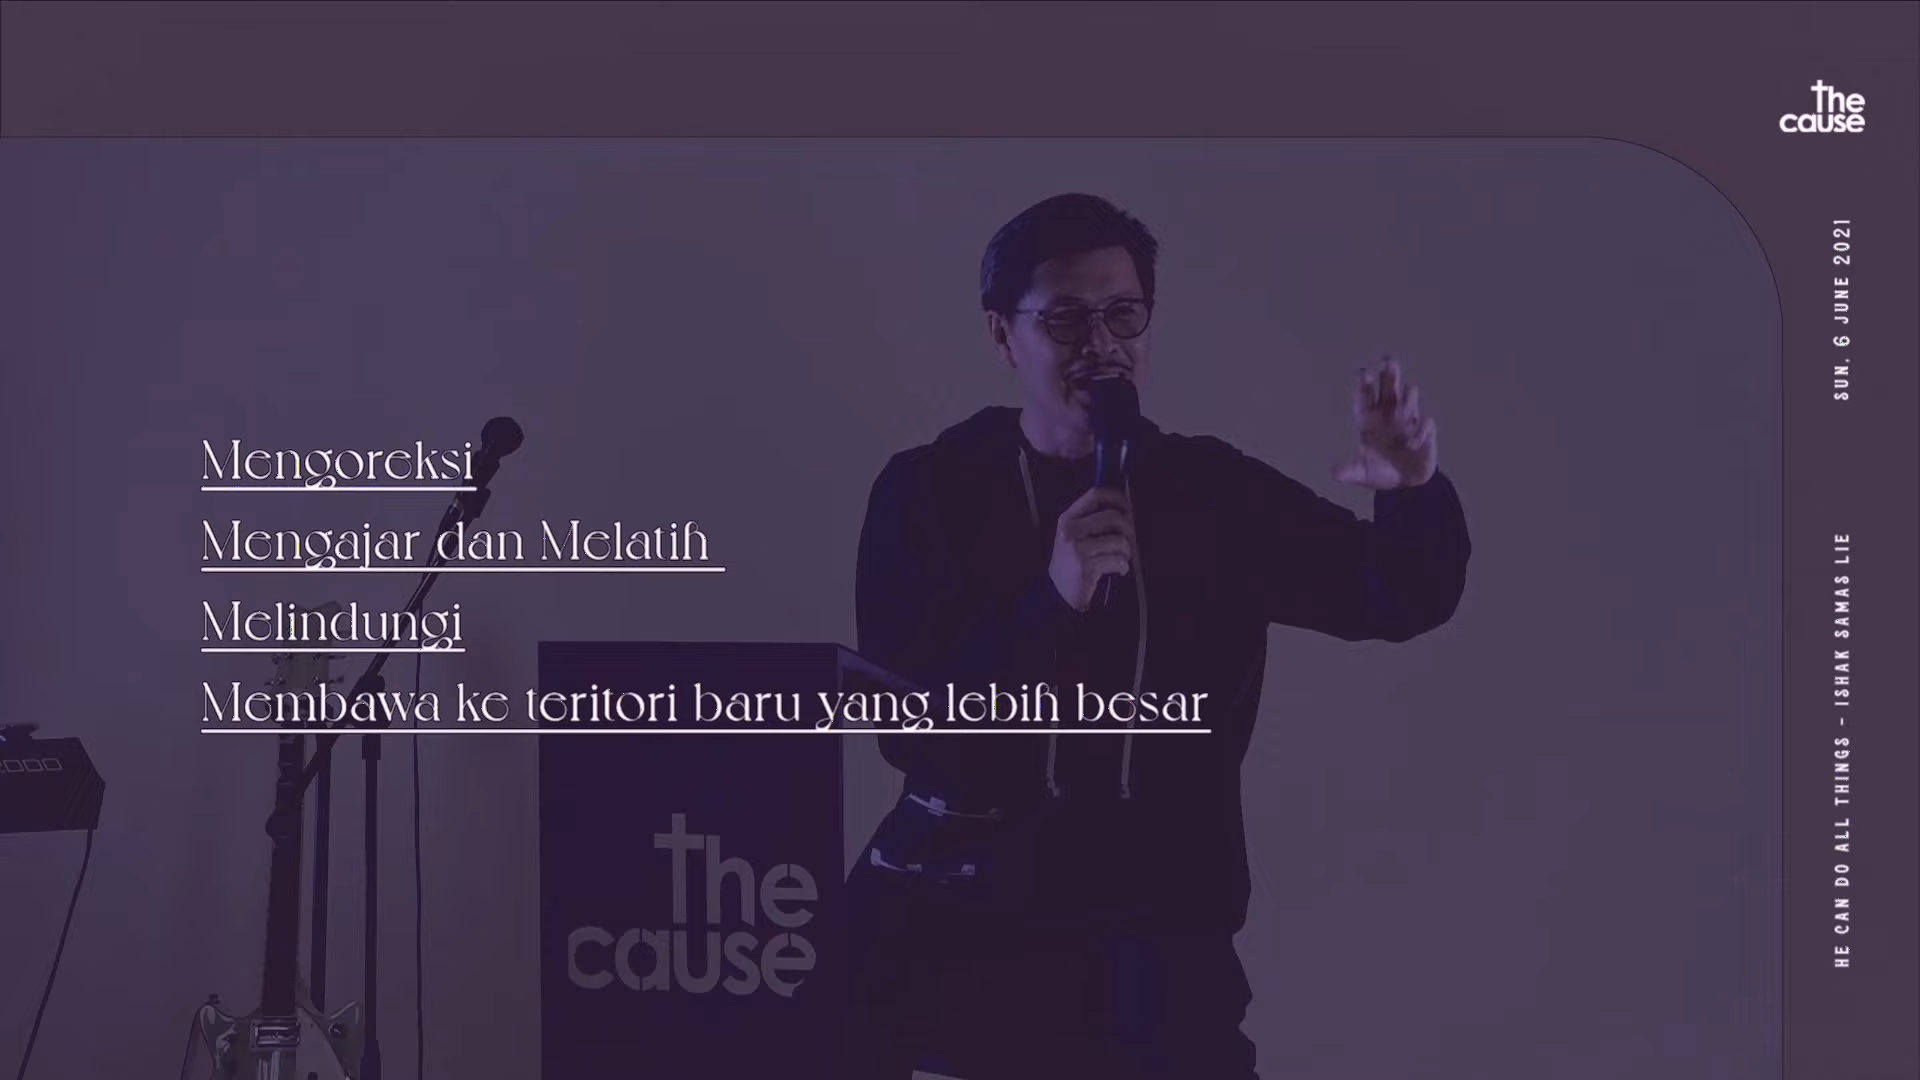 the
cause
SUN, 6 JUNE 2021
Mengoreksi
Mengajar dan Melatih
Melindungi
Membawa ke teritori baru yang lebih besar
HE CAN DO ALL THINGS - ISHAK SAMAS LIE
the
cause